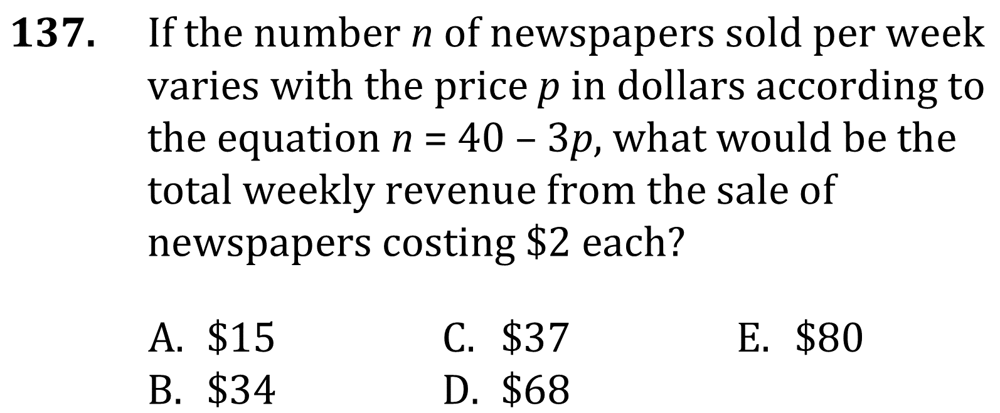 137. If the number n of newspapers sold per week
varies with the price p in dollars according to
the equation n = 40 – 3p, what would be the
total weekly revenue from the sale of
newspapers costing $2 each?
A. $15 C. $37 E. $80
B. $34 D. $68